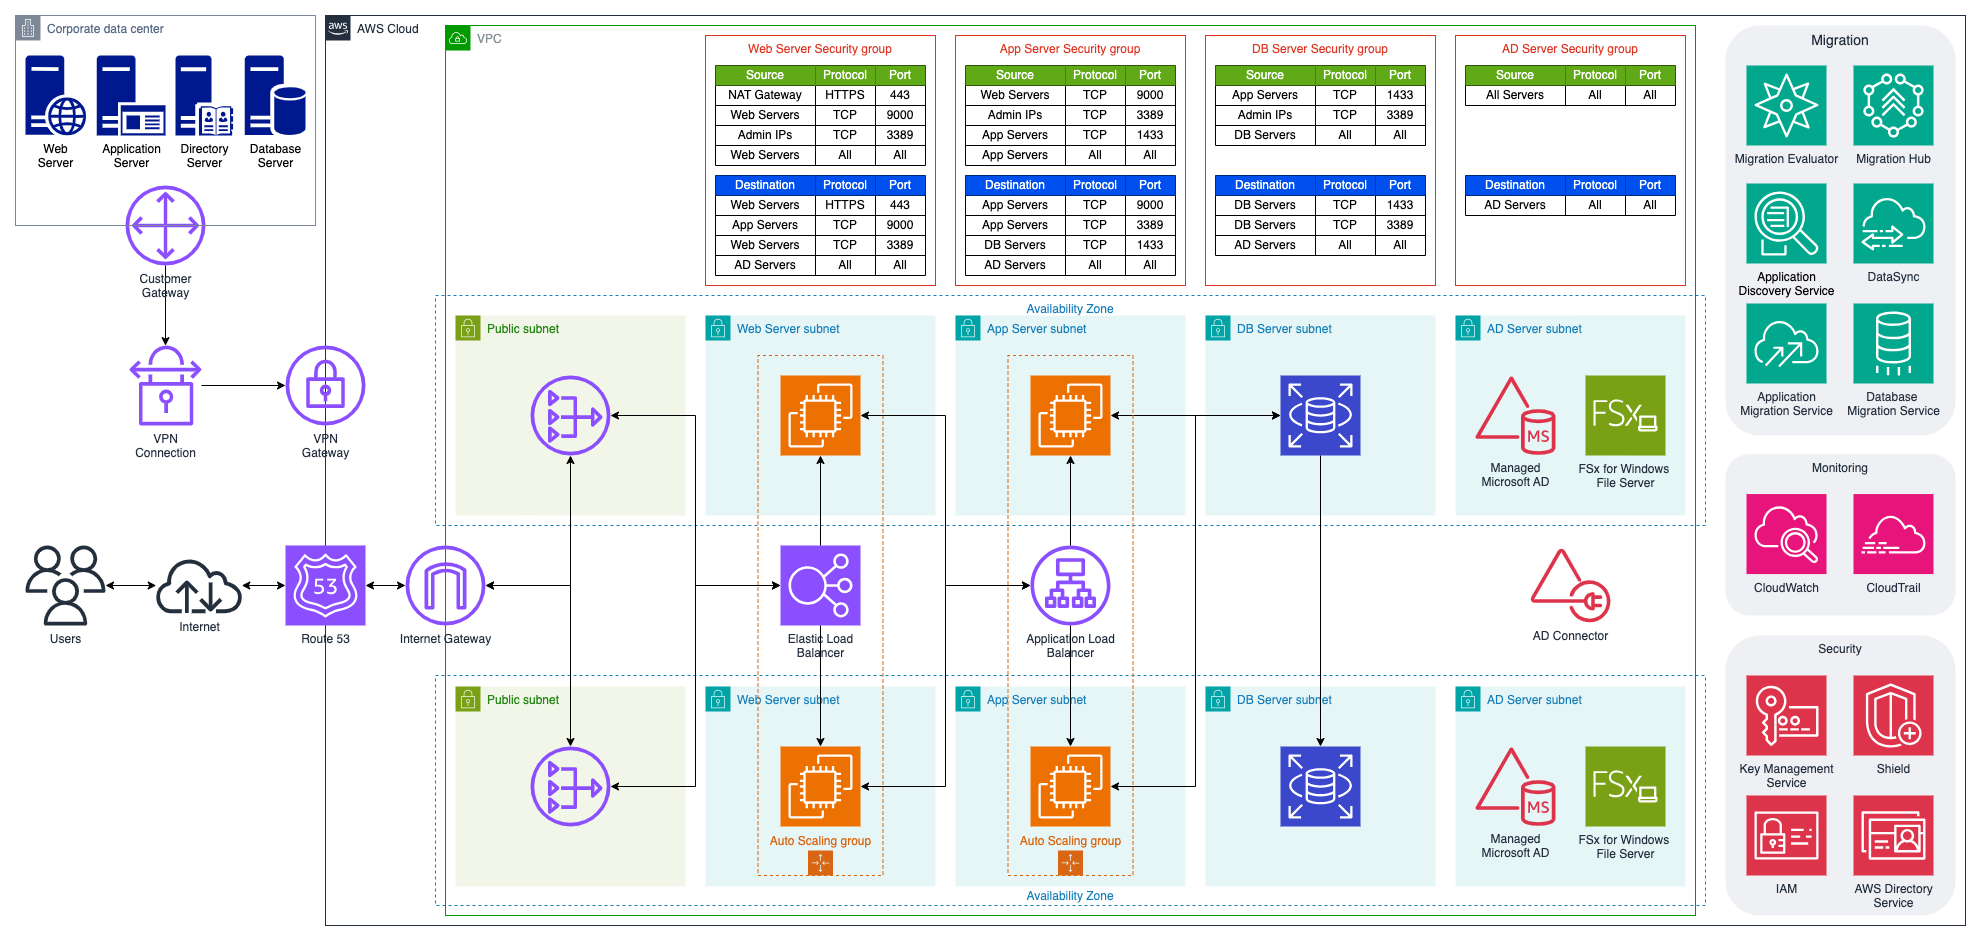 Corporate data center
aws
AWS Cloud
VPC
Web
Server
Application
Server
Directory
Server
Database
Server
Customer
Gateway
VPN
Connection
VPN
Gateway
Users
Internet
53
Route 53
Internet Gateway
Web Server Security group
Source Protocol Port
NAT Gateway HTTPS 443
Web Servers TCP 9000
Admin IPs TCP 3389
Web Servers All All
Destination Protocol Port
Web Servers HTTPS 443
App Servers TCP 9000
Web Servers TCP 3389
AD Servers All All
App Server Security group
Source Protocol Port
Web Servers TCP 9000
Admin IPs TCP 3389
App Servers TCP 1433
App Servers All All
Destination Protocol Port
App Servers TCP 9000
App Servers TCP 3389
DB Servers TCP 1433
AD Servers All All
DB Server Security group
Source Protocol Port
App Servers TCP 1433
Admin IPs TCP 3389
DB Servers All All
Destination Protocol Port
DB Servers TCP 1433
DB Servers TCP 3389
AD Servers All All
AD Server Security group
Source Protocol Port
All Servers All All
Destination Protocol Port
AD Servers All All
Availability Zone
Public subnet
Web Server subnet
App Server subnet
DB Server subnet
AD Server subnet
MS
FSx
Managed
Microsoft AD
FSx for Windows
File Server
Elastic Load
Balancer
Application Load
Balancer
AD Connector
Public subnet
Web Server subnet
App Server subnet
DB Server subnet
AD Server subnet
MS
FSx
Auto Scaling group
Auto Scaling group
Managed
Microsoft AD
FSx for Windows
File Server
Availability Zone
Migration
Migration Evaluator
Migration Hub
Application
Discovery Service
DataSync
Application
Migration Service
Database
Migration Service
Monitoring
CloudWatch
CloudTrail
Security
Key Management
Service
Shield
IAM
AWS Directory
Service